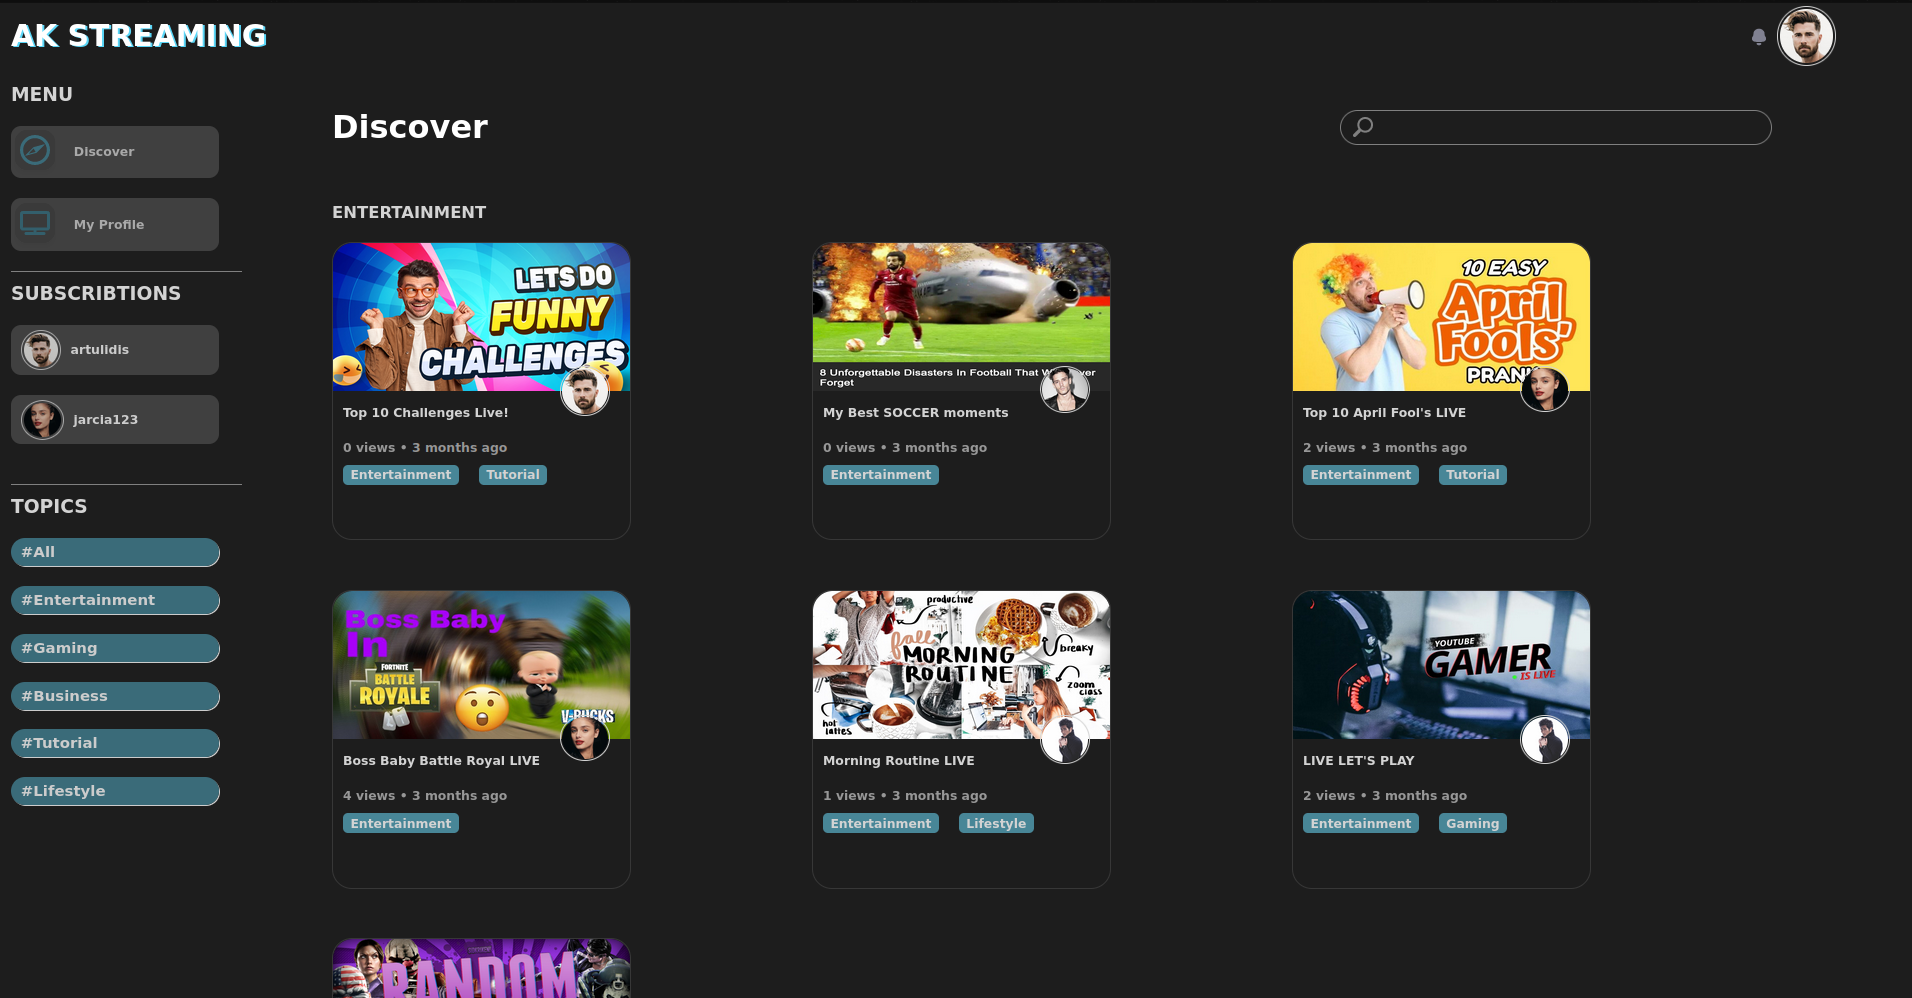 AK STREAMING
MENU
Discover
My Profile
SUBSCRIBTIONS
artulidis
jarcia123
TOPICS
#All
#Entertainment
#Gaming
#Business
#Tutorial
#Lifestyle
Discover
ENTERTAINMENT
LETS DO
FUNNY
CHALLENGES
Top 10 Challenges Live!
0 views • 3 months ago
Entertainment Tutorial
8 Unforgettable Disasters In Football That
Forget
My Best SOCCER moments
0 views • 3 months ago
Entertainment
10 EASY
April
Fools'
Top 10 April Fool's LIVE
2 views • 3 months ago
Entertainment Tutorial
Boss Baby
In
FORTNITE
BATTLE
ROYALE
V-BUCKS
Boss Baby Battle Royal LIVE
4 views • 3 months ago
Entertainment
productive
fall
MORNING
ROUTINE
breaky
zoom
class
hot
lattes
Morning Routine LIVE
1 views • 3 months ago
Entertainment Lifestyle
YOUTUBE
GAMER
IS LIVE
LIVE LET'S PLAY
2 views • 3 months ago
Entertainment Gaming
RANDOM